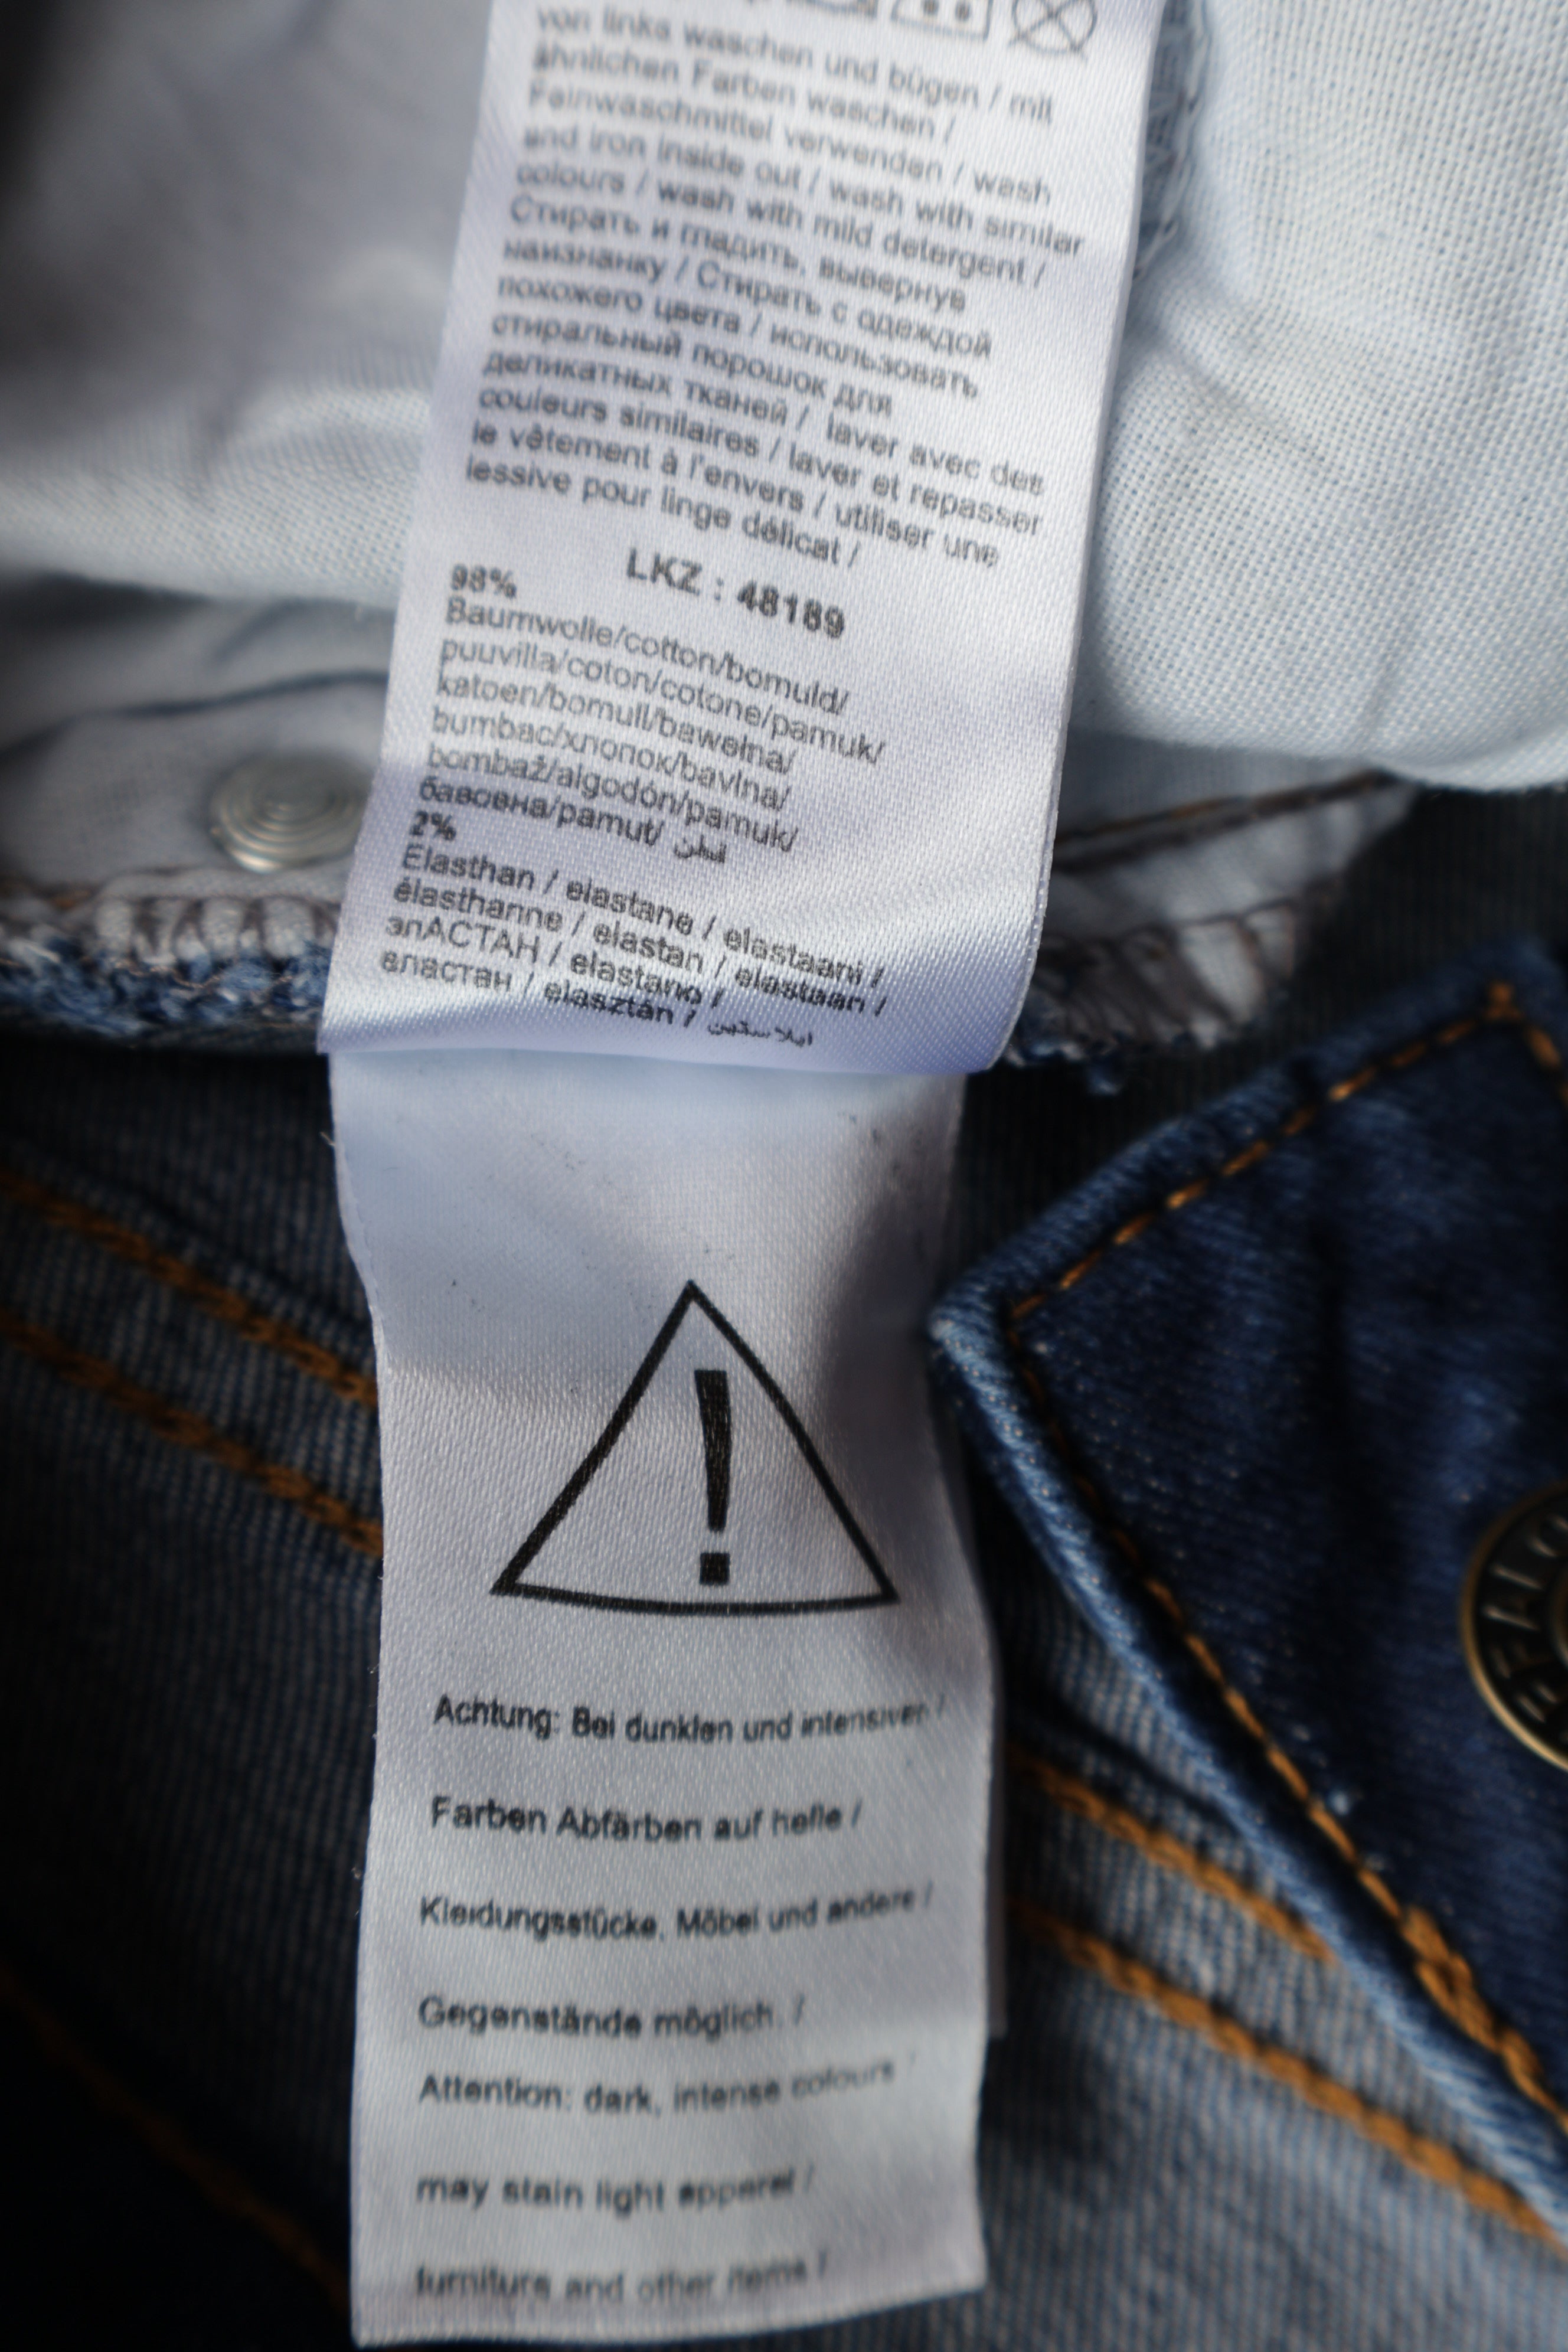 von links waschen und bügen / mit
ähnlichen Farben waschen /
Feinwaschmittel verwenden / wash
and iron inside out / wash with similar
colours / wash with mild detergent /
Стирать и гладить, вывернув
наизнанку / Стирать с одеждой
похожего цвета / использовать
стиральный порошок для
деликатных тканей / laver avec des
couleurs similaires / laver et repasser
le vêtement à l'envers / utiliser une
lessive pour linge délicat /
LKZ : 48189
98%
Baumwolle/cotton/bomuld/
puuvilla/coton/cotone/pamuk/
katoen/bomull/bawełna/
bumbac/хлопок/bavlna/
bombaž/algodón/pamuk/
бавовна/pamut/ قطن
2%
Elasthan / elastane / elastaani /
élasthanne / elastan / elastaan /
элАСТАН / elastano /
еластан / elasztán / ايلاستين
Achtung: Bei dunklen und intensiven /
Farben Abfärben auf helle /
Kleidungsstücke, Möbel und andere /
Gegenstände möglich. /
Attention: dark, intense colours /
may stain light apparel /
furniture and other items /